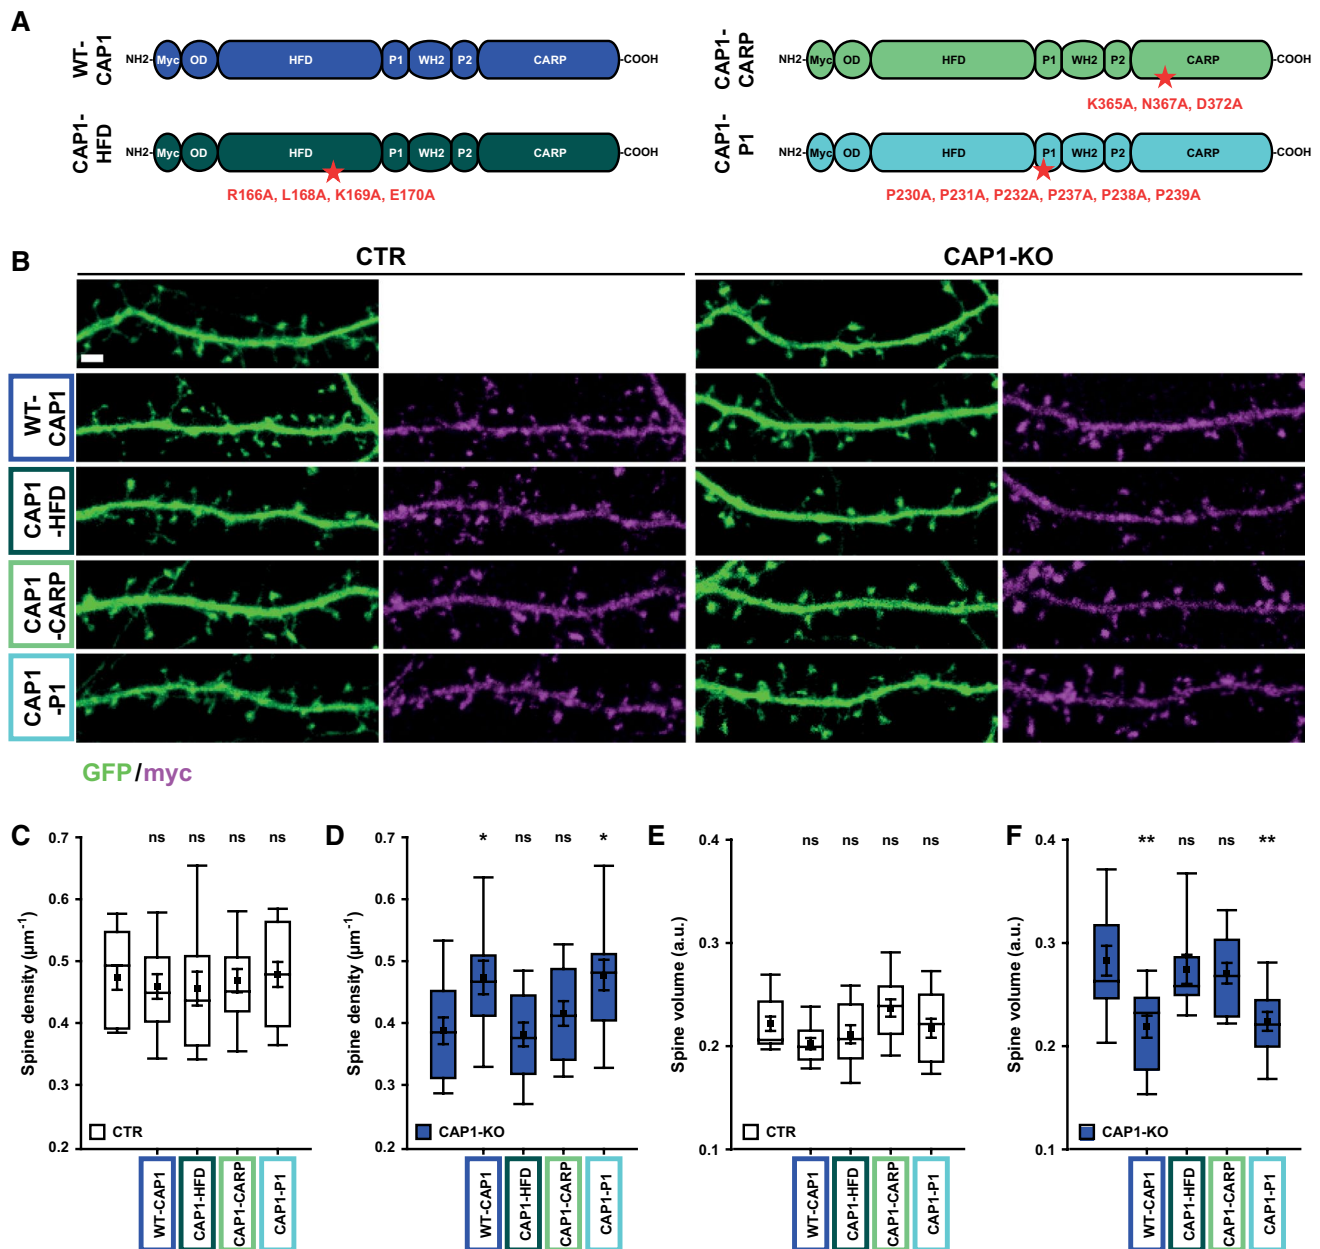 A
WT-
CAP1
NH2- Myc OD HFD P1 WH2 P2 CARP -COOH
CAP1-
CARP
NH2- Myc OD HFD P1 WH2 P2 CARP -COOH
K365A, N367A, D372A
CAP1-
HFD
NH2- Myc OD HFD P1 WH2 P2 CARP -COOH
R166A, L168A, K169A, E170A
CAP1-
P1
NH2- Myc OD HFD P1 WH2 P2 CARP -COOH
P230A, P231A, P232A, P237A, P238A, P239A
B
CTR
CAP1-KO
WT-
CAP1
CAP1
-HFD
CAP1
-CARP
CAP1
-P1
GFP/myc
C
Spine density (µm⁻¹)
0.7
0.6
0.5
0.4
0.3
0.2
ns ns ns ns
CTR
WT-CAP1
CAP1-HFD
CAP1-CARP
CAP1-P1
D
Spine density (µm⁻¹)
0.7
0.6
0.5
0.4
0.3
0.2
* ns ns *
CAP1-KO
WT-CAP1
CAP1-HFD
CAP1-CARP
CAP1-P1
E
Spine volume (a.u.)
0.4
0.3
0.2
0.1
ns ns ns ns
CTR
WT-CAP1
CAP1-HFD
CAP1-CARP
CAP1-P1
F
Spine volume (a.u.)
0.4
0.3
0.2
0.1
** ns ns **
CAP1-KO
WT-CAP1
CAP1-HFD
CAP1-CARP
CAP1-P1